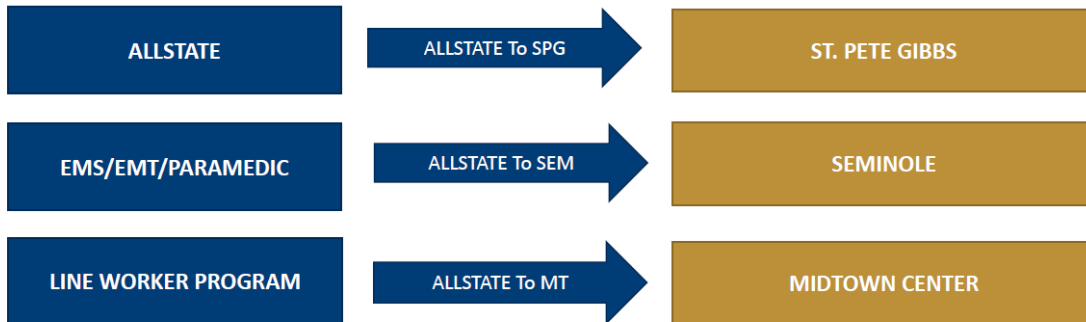 ALLSTATE
ALLSTATE To SPG
ST. PETE GIBBS
EMS/EMT/PARAMEDIC
ALLSTATE To SEM
SEMINOLE
LINE WORKER PROGRAM
ALLSTATE To MT
MIDTOWN CENTER